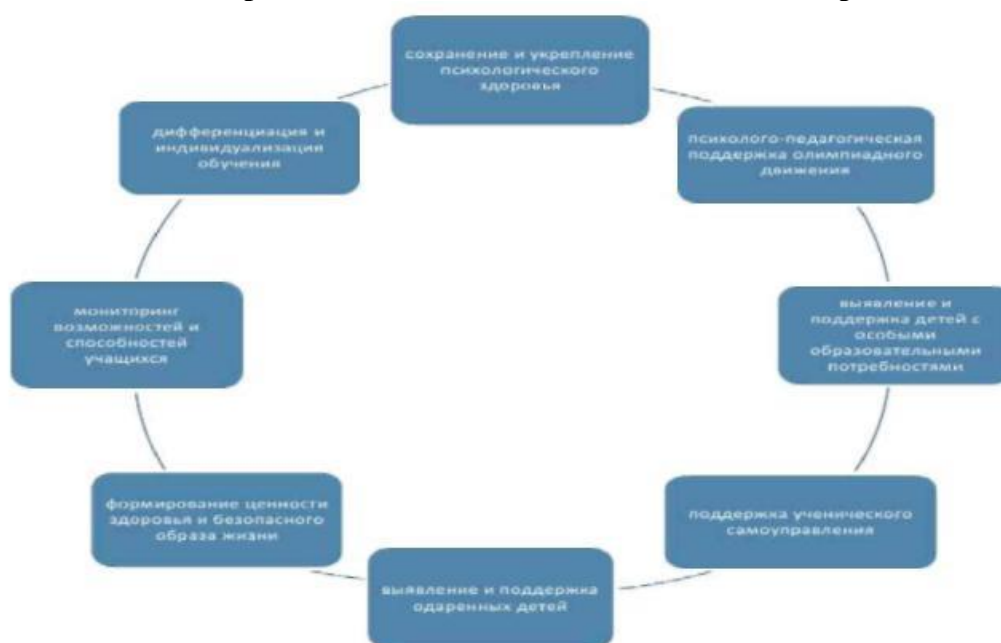 сохранение и укрепление
психологического
здоровья
психолого-педагогическая
поддержка олимпиадного
движения
выявление и
поддержка детей с
особыми
образовательными
потребностями
поддержка ученического
самоуправления
выявление и поддержка
одаренных детей
формирование ценности
здоровья и безопасного
образа жизни
мониторинг
возможностей и
способностей
учащихся
дифференциация и
индивидуализация
обучения